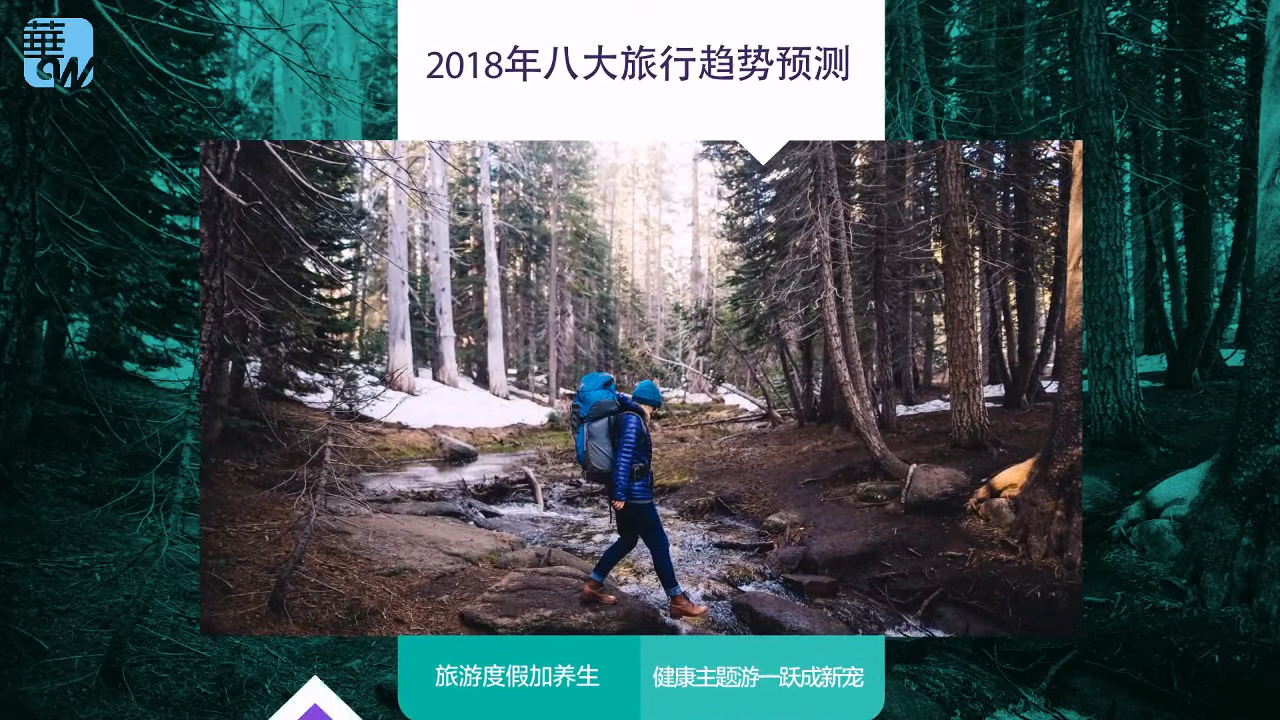 華
2018年八大旅行趋势预测
旅游度假加养生
健康主题游一跃成新宠